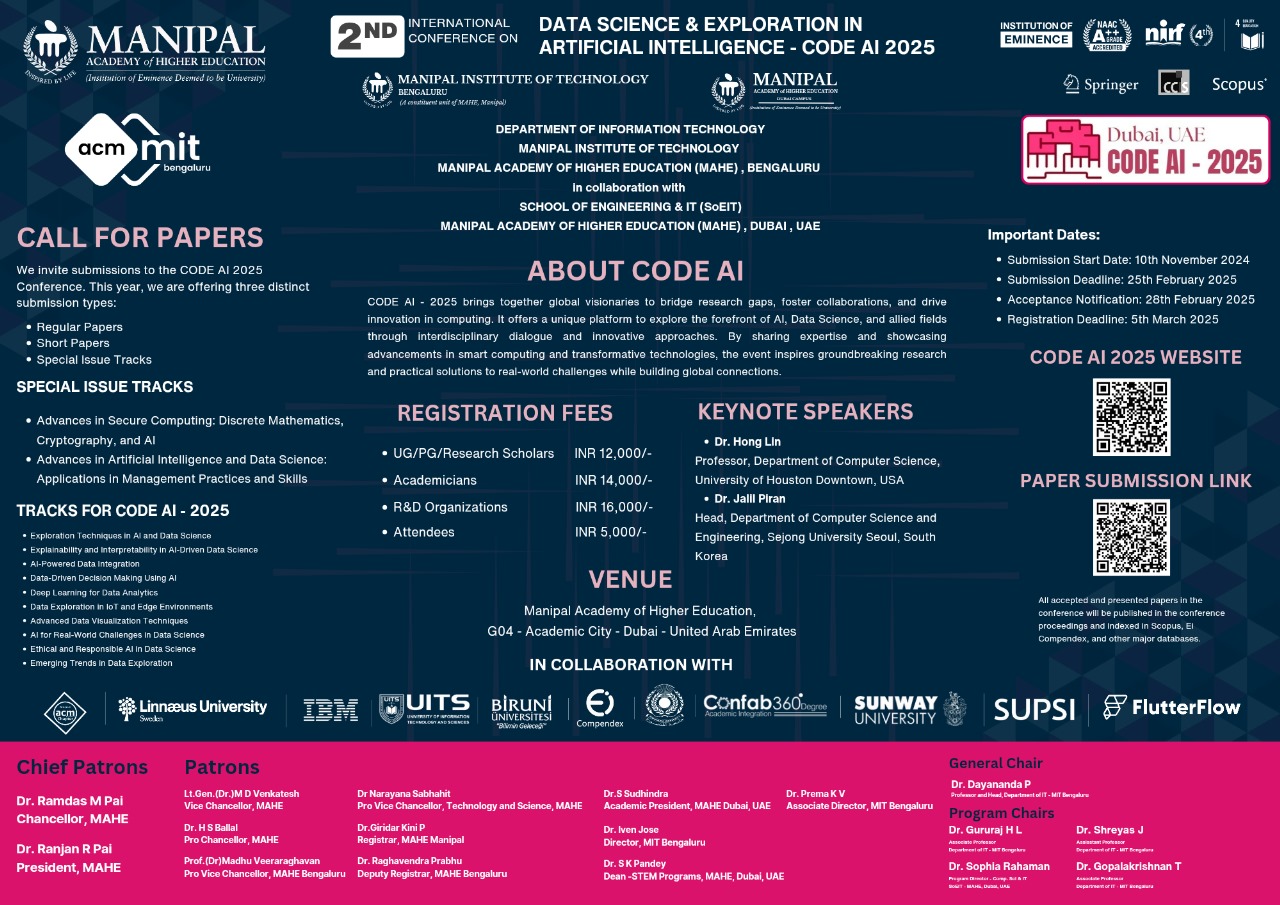 MANIPAL
ACADEMY of HIGHER EDUCATION
(Institution of Eminence Deemed to be University)
INSPIRED BY LIFE
2ND
INTERNATIONAL
CONFERENCE ON
DATA SCIENCE & EXPLORATION IN
ARTIFICIAL INTELLIGENCE - CODE AI 2025
MANIPAL INSTITUTE OF TECHNOLOGY
BENGALURU
(A constituent unit of MAHE, Manipal)
MANIPAL
ACADEMY of HIGHER EDUCATION
DUBAI CAMPUS
(Institution of Eminence Deemed to be University)
INSTITUTION OF
EMINENCE
NAAC
A++
GRADE
ACCREDITED
nirf
4th
Springer
ccis
Scopus
acm mit
bengaluru
Dubai, UAE
CODE AI - 2025
DEPARTMENT OF INFORMATION TECHNOLOGY
MANIPAL INSTITUTE OF TECHNOLOGY
MANIPAL ACADEMY OF HIGHER EDUCATION (MAHE) , BENGALURU
in collaboration with
SCHOOL OF ENGINEERING & IT (SoEIT)
MANIPAL ACADEMY OF HIGHER EDUCATION (MAHE) , DUBAI , UAE
CALL FOR PAPERS
We invite submissions to the CODE AI 2025
Conference. This year, we are offering three distinct
submission types:
• Regular Papers
• Short Papers
• Special Issue Tracks
SPECIAL ISSUE TRACKS
• Advances in Secure Computing: Discrete Mathematics,
Cryptography, and AI
• Advances in Artificial Intelligence and Data Science:
Applications in Management Practices and Skills
TRACKS FOR CODE AI - 2025
• Exploration Techniques in AI and Data Science
• Explainability and Interpretability in AI-Driven Data Science
• AI-Powered Data Integration
• Data-Driven Decision Making Using AI
• Deep Learning for Data Analytics
• Data Exploration in IoT and Edge Environments
• Advanced Data Visualization Techniques
• AI for Real-World Challenges in Data Science
• Ethical and Responsible AI in Data Science
• Emerging Trends in Data Exploration
ABOUT CODE AI
CODE AI - 2025 brings together global visionaries to bridge research gaps, foster collaborations, and drive
innovation in computing. It offers a unique platform to explore the forefront of AI, Data Science, and allied fields
through interdisciplinary dialogue and innovative approaches. By sharing expertise and showcasing
advancements in smart computing and transformative technologies, the event inspires groundbreaking research
and practical solutions to real-world challenges while building global connections.
REGISTRATION FEES
• UG/PG/Research Scholars INR 12,000/-
• Academicians INR 14,000/-
• R&D Organizations INR 16,000/-
• Attendees INR 5,000/-
KEYNOTE SPEAKERS
• Dr. Hong Lin
Professor, Department of Computer Science,
University of Houston Downtown, USA
• Dr. Jalil Piran
Head, Department of Computer Science and
Engineering, Sejong University Seoul, South
Korea
VENUE
Manipal Academy of Higher Education,
G04 - Academic City - Dubai - United Arab Emirates
Important Dates:
• Submission Start Date: 10th November 2024
• Submission Deadline: 25th February 2025
• Acceptance Notification: 28th February 2025
• Registration Deadline: 5th March 2025
CODE AI 2025 WEBSITE
PAPER SUBMISSION LINK
All accepted and presented papers in the
conference will be published in the conference
proceedings and indexed in Scopus, Ei
Compendex, and other major databases.
IN COLLABORATION WITH
acm
Linnæus University
Sweden
IBM
UITS
UITS
UNIVERSITY OF INFORMATION
TECHNOLOGY AND SCIENCES
BİRUNİ
ÜNİVERSİTESİ
"Bilimin Geleceği"
Compendex
Confab360Degree
Academic Integration
SUNWAY
UNIVERSITY
SUPSI
FlutterFlow
Chief Patrons
Dr. Ramdas M Pai
Chancellor, MAHE
Dr. Ranjan R Pai
President, MAHE
Patrons
Lt.Gen.(Dr.)M D Venkatesh
Vice Chancellor, MAHE
Dr. H S Ballal
Pro Chancellor, MAHE
Prof.(Dr)Madhu Veeraraghavan
Pro Vice Chancellor, MAHE Bengaluru
Dr Narayana Sabhahit
Pro Vice Chancellor, Technology and Science, MAHE
Dr.Giridar Kini P
Registrar, MAHE Manipal
Dr. Raghavendra Prabhu
Deputy Registrar, MAHE Bengaluru
Dr.S Sudhindra
Academic President, MAHE Dubai, UAE
Dr. Iven Jose
Director, MIT Bengaluru
Dr. S K Pandey
Dean -STEM Programs, MAHE, Dubai, UAE
Dr. Prema K V
Associate Director, MIT Bengaluru
General Chair
Dr. Dayananda P
Professor and Head, Department of IT - MIT Bengaluru
Program Chairs
Dr. Gururaj H L
Associate Professor
Department of IT - MIT Bengaluru
Dr. Shreyas J
Assistant Professor
Department of IT - MIT Bengaluru
Dr. Sophia Rahaman
Program Director - Comp. Sci & IT
SoEIT - MAHE, Dubai, UAE
Dr. Gopalakrishnan T
Associate Professor
Department of IT - MIT Bengaluru